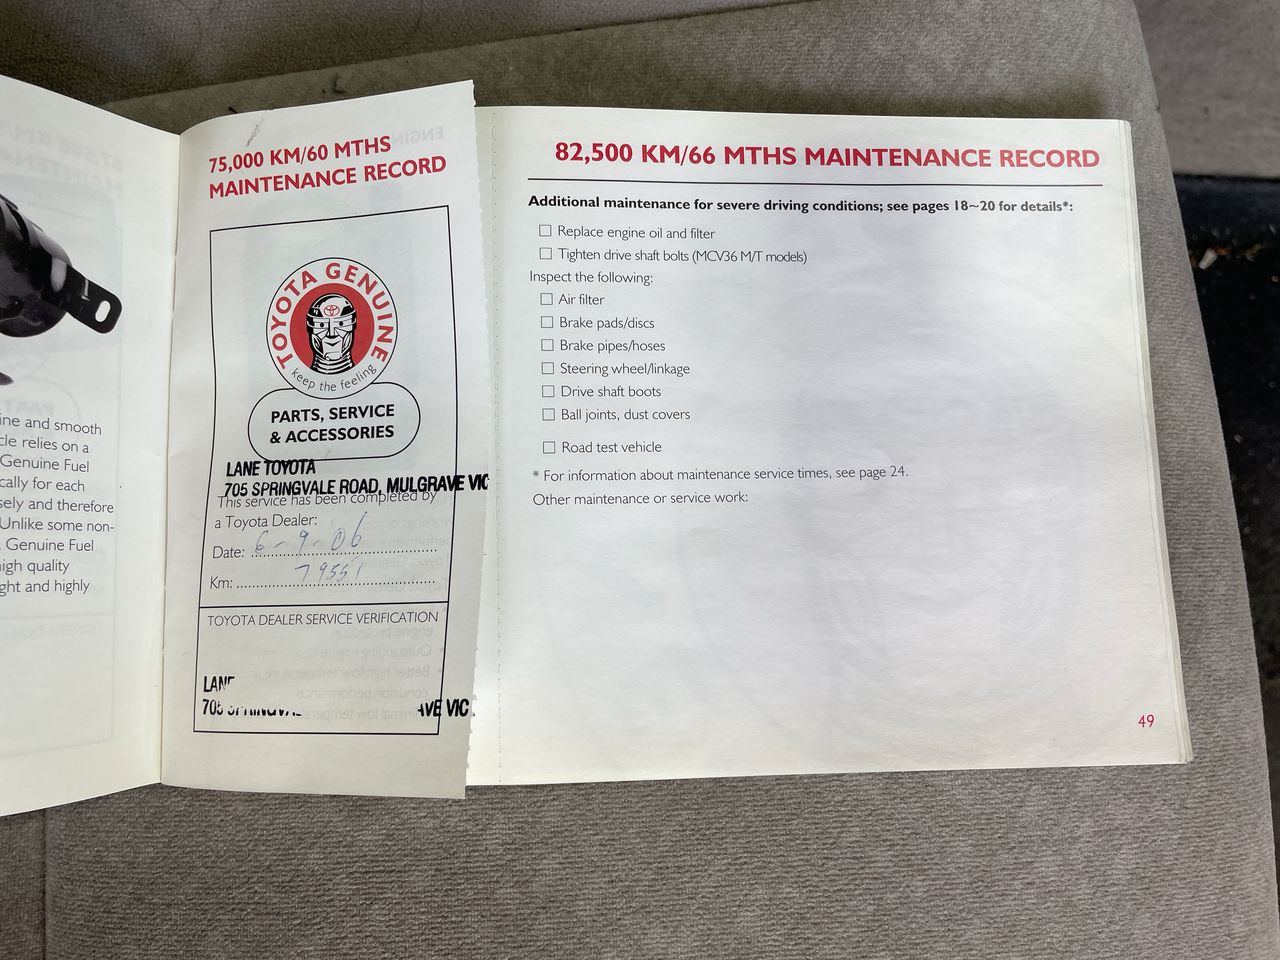 ine and smooth
cle relies on a
Genuine Fuel
cally for each
sely and therefore
Unlike some non-
Genuine Fuel
igh quality
ght and highly
75,000 KM/60 MTHS
MAINTENANCE RECORD
TOYOTA GENUINE
keep the feeling
PARTS, SERVICE
& ACCESSORIES
LANE TOYOTA
705 SPRINGVALE ROAD, MULGRAVE VIC
This service has been completed by
a Toyota Dealer:
Date: 6-9-06
Km: 79551
TOYOTA DEALER SERVICE VERIFICATION
LANE
705 AVE VIC
82,500 KM/66 MTHS MAINTENANCE RECORD
Additional maintenance for severe driving conditions; see pages 18~20 for details*:
☐ Replace engine oil and filter
☐ Tighten drive shaft bolts (MCV36 M/T models)
Inspect the following:
☐ Air filter
☐ Brake pads/discs
☐ Brake pipes/hoses
☐ Steering wheel/linkage
☐ Drive shaft boots
☐ Ball joints, dust covers
☐ Road test vehicle
* For information about maintenance service times, see page 24.
Other maintenance or service work:
49